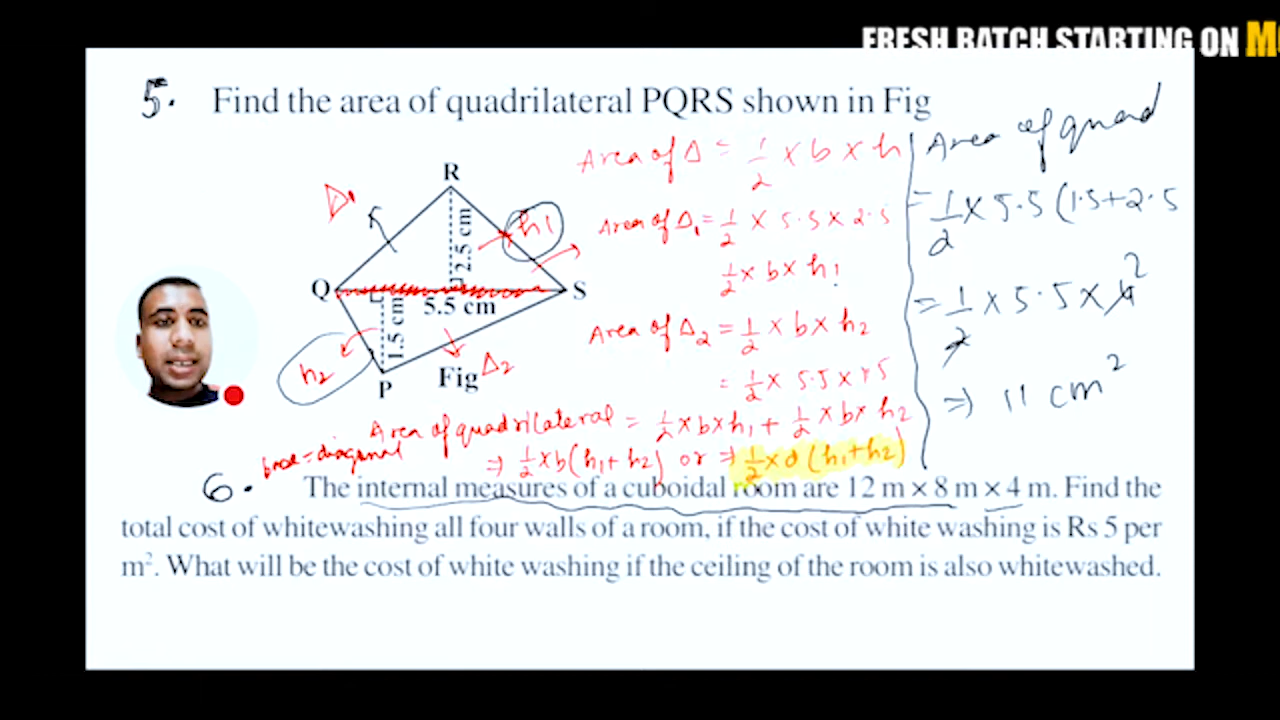 FRESH BATCH STARTING ON M
5. Find the area of quadrilateral PQRS shown in Fig
R
Q
S
P
2.5 cm
5.5 cm
1.5 cm
Fig
Δ1
h1
h2
Δ2
Area of Δ = 1/2 × b × h
Area of Δ1 = 1/2 × 5.5 × 2.5
1/2 × b × h1
Area of Δ2 = 1/2 × b × h2
= 1/2 × 5.5 × 1.5
Area of quadrilateral = 1/2 × b × h1 + 1/2 × b × h2
base = diagonal
⇒ 1/2 × b (h1 + h2) or ⇒ 1/2 × d (h1 + h2)
Area of quad
= 1/2 × 5.5 (1.5 + 2.5
= 1/2 × 5.5 × 4 2
⇒ 11 cm²
6. The internal measures of a cuboidal room are 12 m × 8 m × 4 m. Find the
total cost of whitewashing all four walls of a room, if the cost of white washing is Rs 5 per
m². What will be the cost of white washing if the ceiling of the room is also whitewashed.